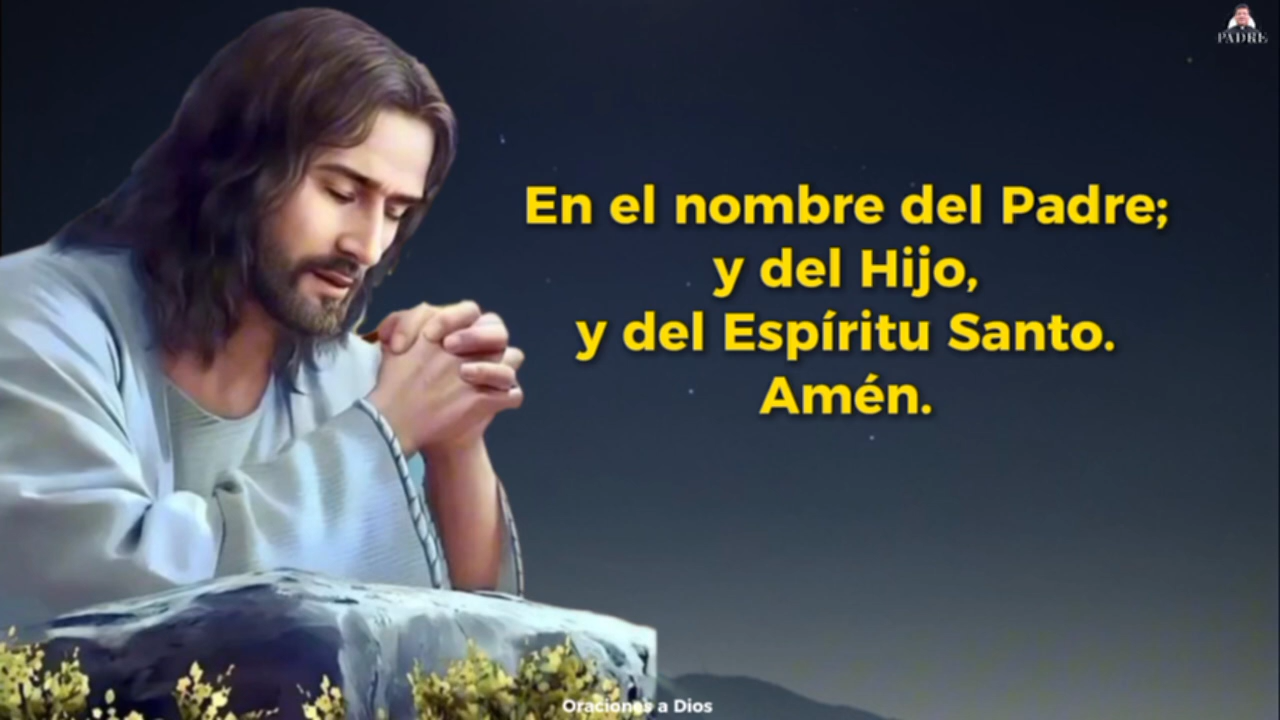 PADRE
En el nombre del Padre;
y del Hijo,
y del Espíritu Santo.
Amén.
Oraciones a Dios